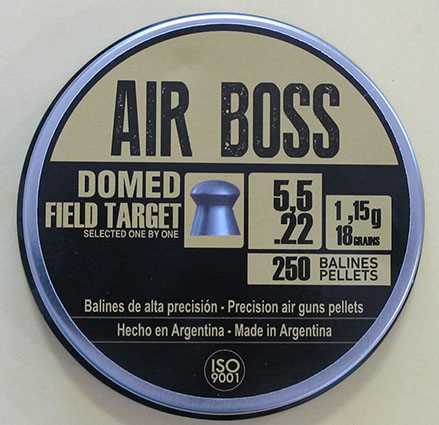 AIR BOSS
DOMED
FIELD TARGET
SELECTED ONE BY ONE
5.5
.22
1,15g
18 GRAINS
250 BALINES
PELLETS
Balines de alta precisión - Precision air guns pellets
Hecho en Argentina - Made in Argentina
ISO
9001